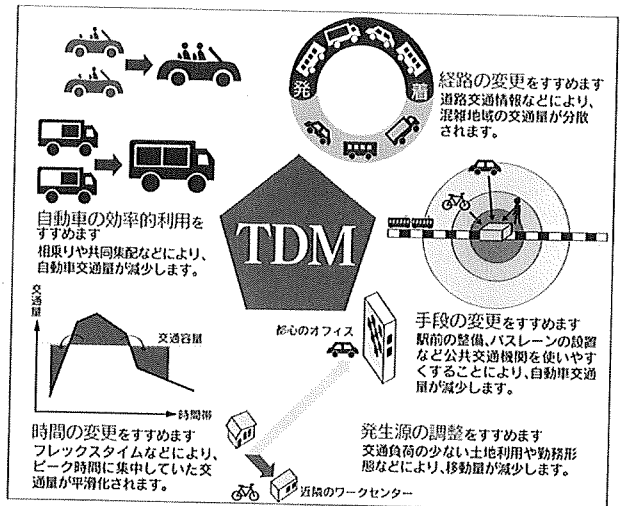 発
着
経路の変更をすすめます
道路交通情報などにより、
混雑地域の交通量が分散
されます。
自動車の効率的利用を
すすめます
相乗りや共同集配などにより、
自動車交通量が減少します。
TDM
手段の変更をすすめます
駅前の整備、バスレーンの設置
など公共交通機関を使いやす
くすることにより、自動車交通
量が減少します。
交通量
交通容量
時間帯
時間の変更をすすめます
フレックスタイムなどにより、
ピーク時間に集中していた交
通量が平滑化されます。
都心のオフィス
近隣のワークセンター
発生源の調整をすすめます
交通負荷の少ない土地利用や勤務形
態などにより、移動量が減少します。